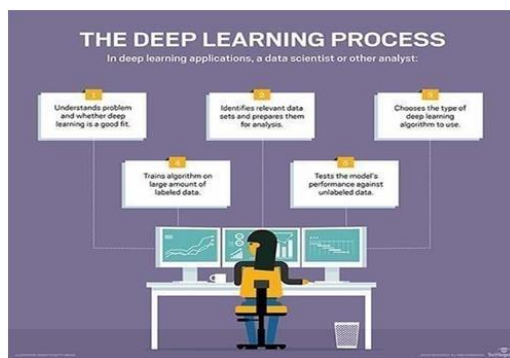 THE DEEP LEARNING PROCESS
In deep learning applications, a data scientist or other analyst:
1
Understands problem
and whether deep
learning is a good fit.
2
Identifies relevant data
sets and prepares them
for analysis.
3
Chooses the type of
deep learning
algorithm to use.
4
Trains algorithm on
large amount of
labeled data.
5
Tests the model's
performance against
unlabeled data.